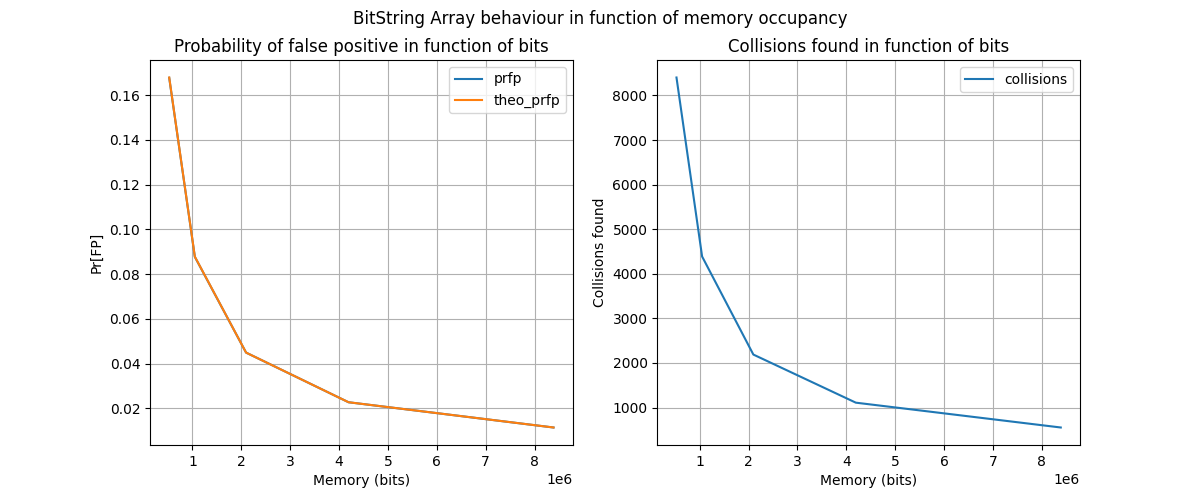 BitString Array behaviour in function of memory occupancy
Probability of false positive in function of bits
prfp
theo_prfp
0.16
0.14
0.12
0.10
0.08
0.06
0.04
0.02
Pr[FP]
1 2 3 4 5 6 7 8
1e6
Memory (bits)
Collisions found in function of bits
collisions
8000
7000
6000
5000
4000
3000
2000
1000
Collisions found
1 2 3 4 5 6 7 8
1e6
Memory (bits)